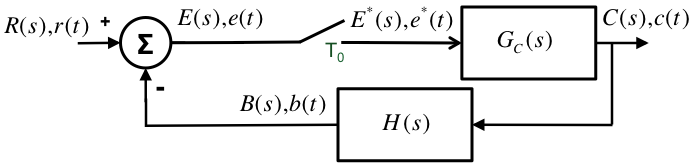 R(s),r(t) + Σ E(s),e(t) T₀ E*(s),e*(t) G_C(s) C(s),c(t)
-
B(s),b(t) H(s)